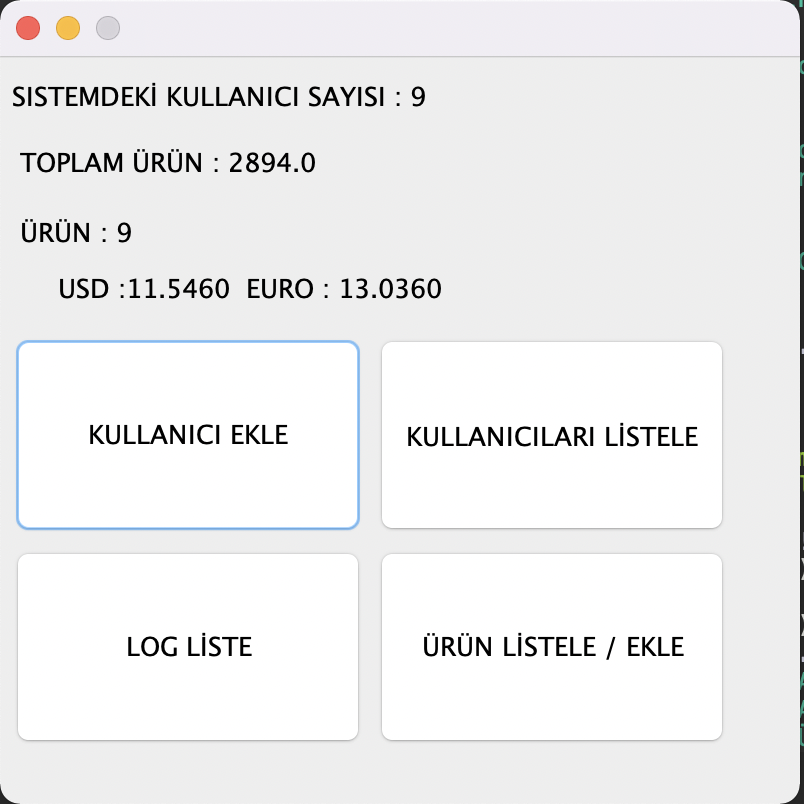 SISTEMDEKİ KULLANICI SAYISI : 9
TOPLAM ÜRÜN : 2894.0
ÜRÜN : 9
USD :11.5460 EURO : 13.0360
KULLANICI EKLE
KULLANICILARI LİSTELE
LOG LİSTE
ÜRÜN LİSTELE / EKLE